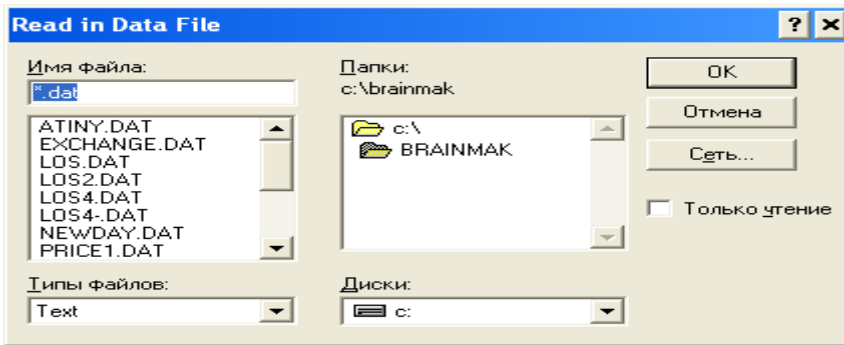 Read in Data File
Имя файла:
*.dat
ATINY.DAT
EXCHANGE.DAT
LOS.DAT
LOS2.DAT
LOS4.DAT
LOS4-.DAT
NEWDAY.DAT
PRICE1.DAT
Типы файлов:
Text
Папки:
c:\brainmak
c:\
BRAINMAK
Диски:
c:
OK
Отмена
Сеть...
Только чтение